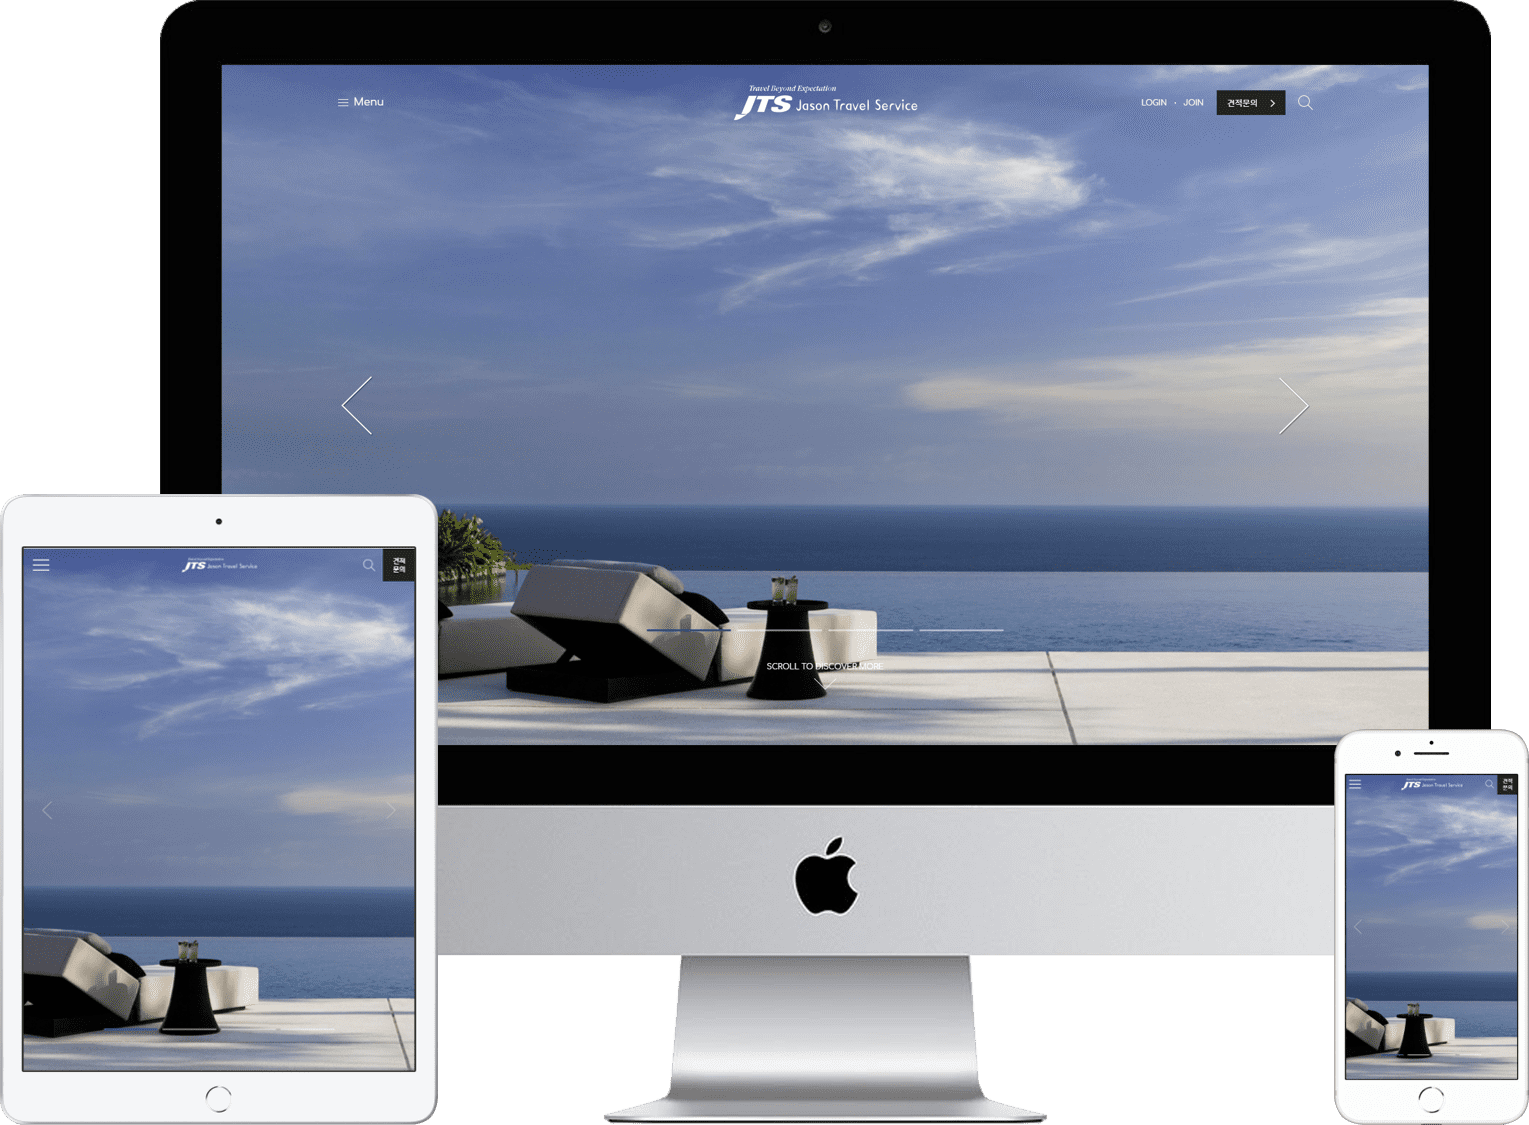 Menu
Travel Beyond Expectation
JTS Jason Travel Service
LOGIN · JOIN
견적문의
SCROLL TO DISCOVER MORE
JTS Jason Travel Service
견적
문의
JTS Jason Travel Service
견적
문의